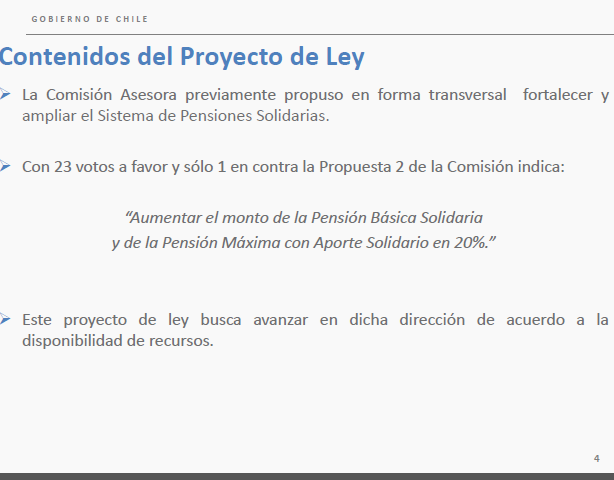 GOBIERNO DE CHILE
Contenidos del Proyecto de Ley
La Comisión Asesora previamente propuso en forma transversal fortalecer y
ampliar el Sistema de Pensiones Solidarias.
Con 23 votos a favor y sólo 1 en contra la Propuesta 2 de la Comisión indica:
“Aumentar el monto de la Pensión Básica Solidaria
y de la Pensión Máxima con Aporte Solidario en 20%.”
Este proyecto de ley busca avanzar en dicha dirección de acuerdo a la
disponibilidad de recursos.
4